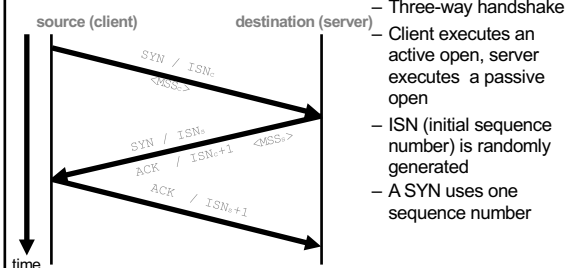 source (client)
destination (server)
SYN / ISNc
<MSSc>
SYN / ISNs
ACK / ISNc+1 <MSSs>
ACK / ISNs+1
time
– Three-way handshake
– Client executes an
active open, server
executes a passive
open
– ISN (initial sequence
number) is randomly
generated
– A SYN uses one
sequence number